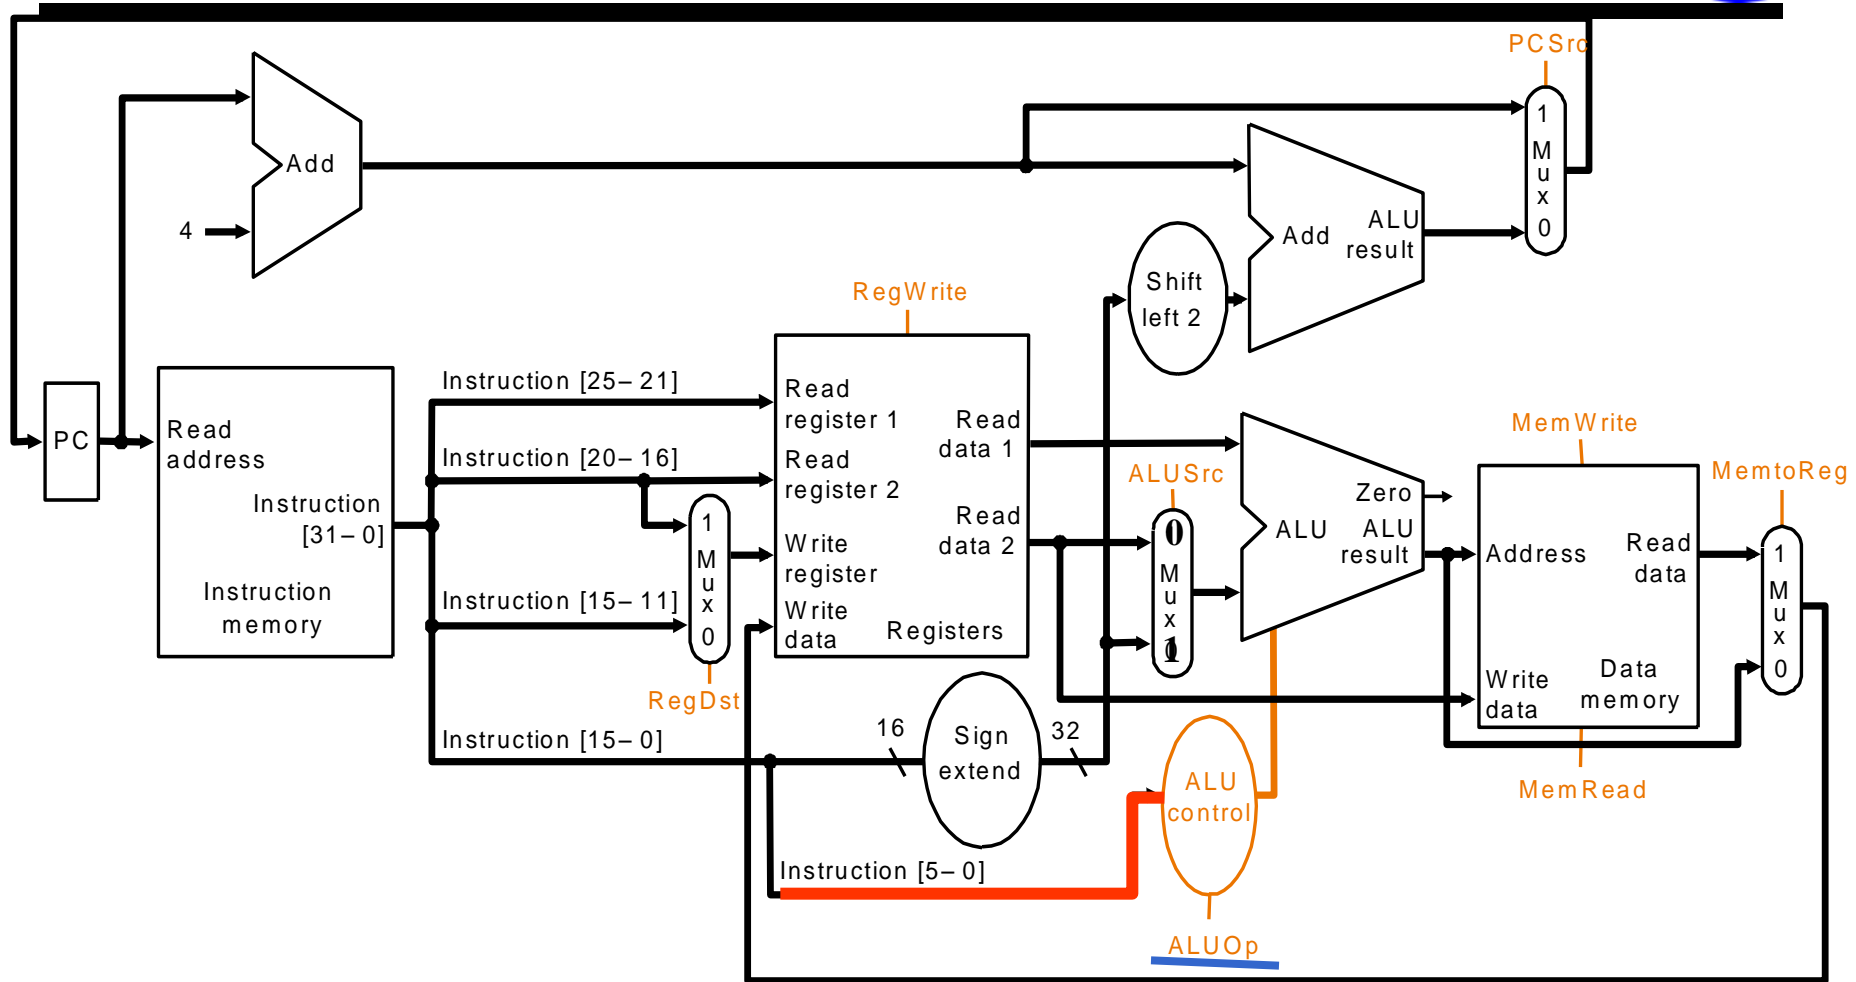 PCSrc
1
M
u
x
0
Add
4
Add
ALU
result
Shift
left 2
RegWrite
PC
Read
address
Instruction
[31–0]
Instruction
memory
Instruction [25–21]
Instruction [20–16]
Instruction [15–11]
Instruction [15–0]
1
M
u
x
0
RegDst
Read
register 1
Read
register 2
Write
register
Write
data
Read
data 1
Read
data 2
Registers
16
Sign
extend
32
ALUSrc
0
M
u
x
1
Zero
ALU
ALU
result
MemWrite
Address
Read
data
Write
data
Data
memory
MemRead
MemtoReg
1
M
u
x
0
ALU
control
Instruction [5–0]
ALUOp